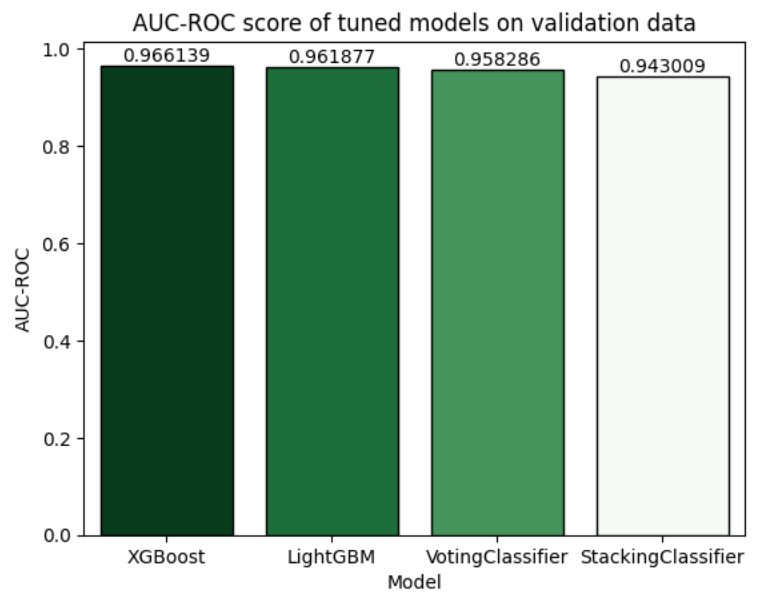 AUC-ROC score of tuned models on validation data
1.0
0.8
0.6
0.4
0.2
0.0
AUC-ROC
0.966139
0.961877
0.958286
0.943009
XGBoost
LightGBM
VotingClassifier
StackingClassifier
Model